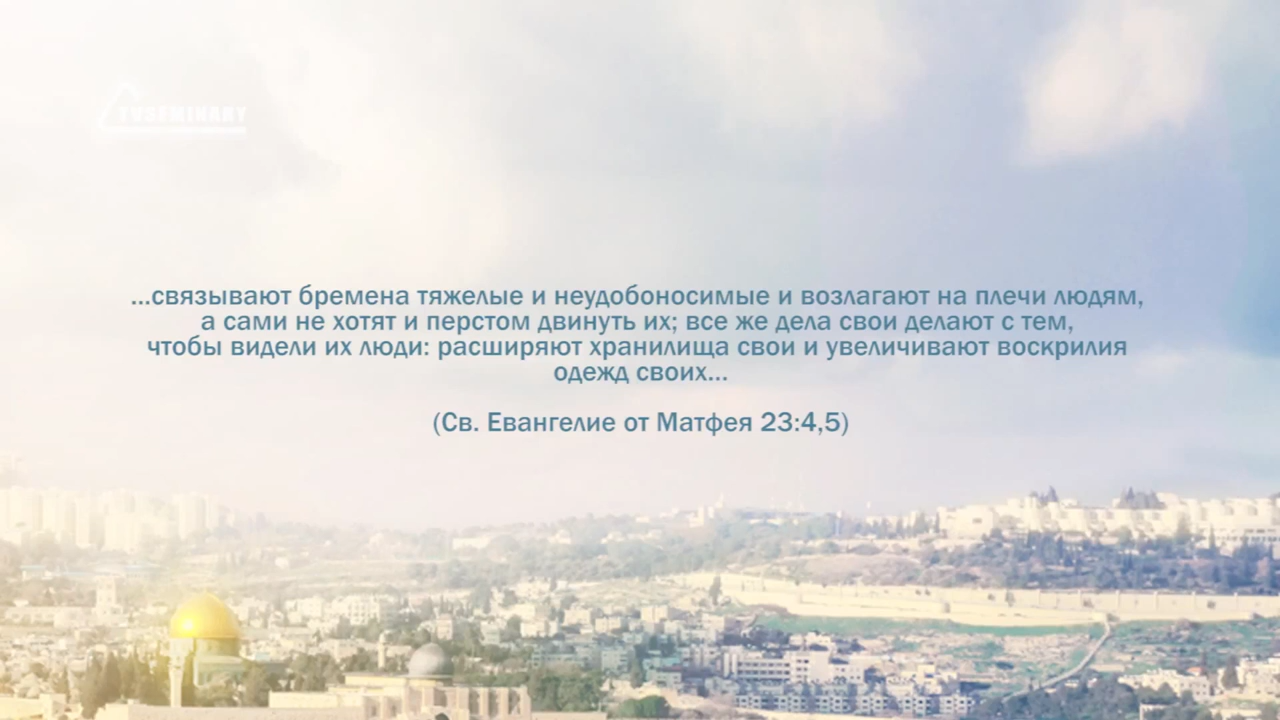 EUSEMINARY
...связывают бремена тяжелые и неудобоносимые и возлагают на плечи людям,
а сами не хотят и перстом двинуть их; все же дела свои делают с тем,
чтобы видели их люди: расширяют хранилища свои и увеличивают воскрилия
одежд своих...
(Св. Евангелие от Матфея 23:4,5)